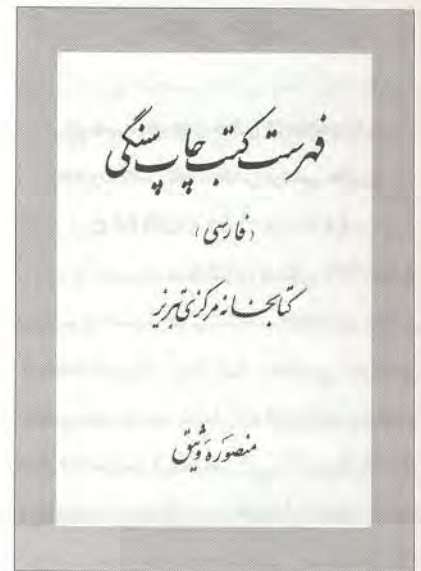 فهرست کتب چاپ سنگی
(فارسی)
کتابخانه مرکزی تبریز
منصوره وثیق